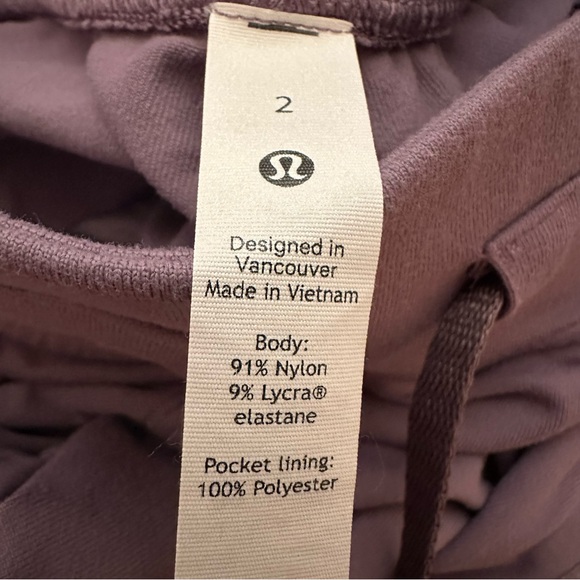 2
Designed in
Vancouver
Made in Vietnam
Body:
91% Nylon
9% Lycra®
elastane
Pocket lining:
100% Polyester